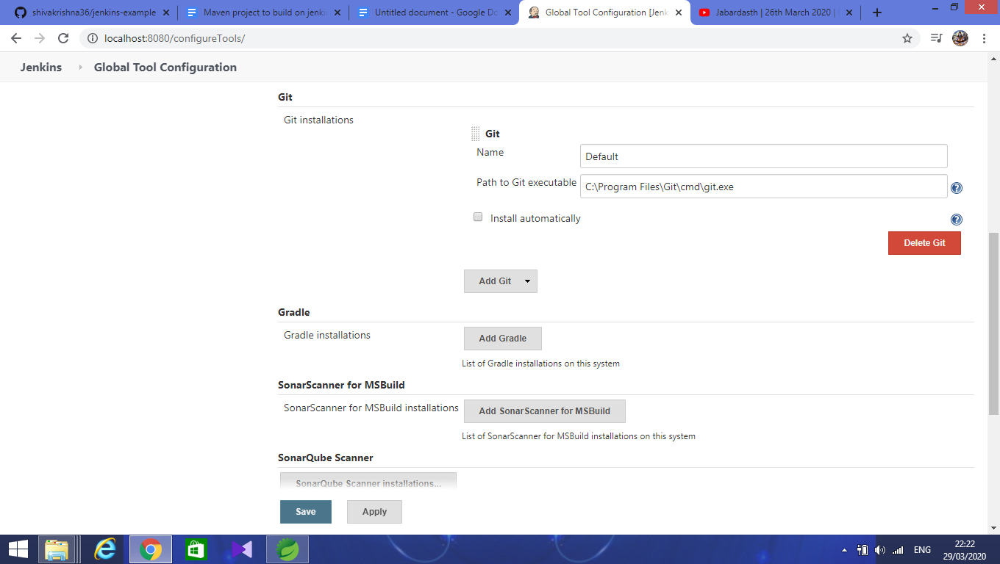 shivakrishna36/jenkins-example
Maven project to build on jenki
Untitled document - Google Do
Global Tool Configuration [Jenk
Jabardasth | 26th March 2020 |
localhost:8080/configureTools/
Jenkins
Global Tool Configuration
Git
Git installations
Git
Name
Default
Path to Git executable
C:\Program Files\Git\cmd\git.exe
Install automatically
Delete Git
Add Git
Gradle
Gradle installations
Add Gradle
List of Gradle installations on this system
SonarScanner for MSBuild
SonarScanner for MSBuild installations
Add SonarScanner for MSBuild
List of SonarScanner for MSBuild installations on this system
SonarQube Scanner
SonarQube Scanner installations...
Save
Apply
ENG
22:22
29/03/2020